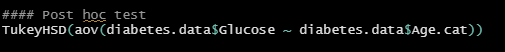 #### Post hoc test
TukeyHSD(aov(diabetes.data$Glucose ~ diabetes.data$Age.cat))